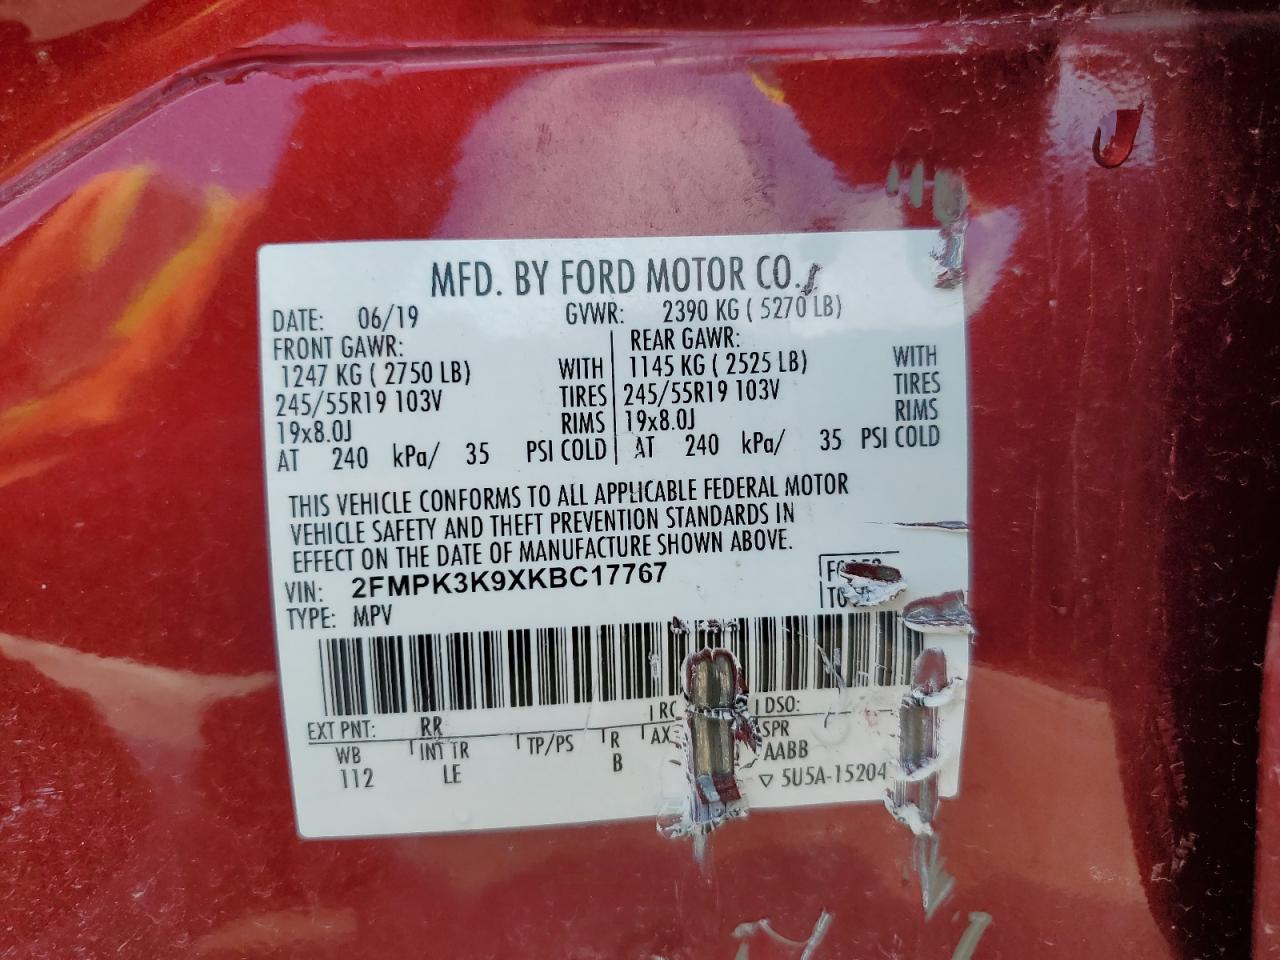 MFD. BY FORD MOTOR CO.
DATE: 06/19 GVWR: 2390 KG ( 5270 LB)
FRONT GAWR: REAR GAWR:
1247 KG ( 2750 LB) WITH 1145 KG ( 2525 LB) WITH
245/55R19 103V TIRES 245/55R19 103V TIRES
19x8.0J RIMS 19x8.0J RIMS
AT 240 kPa/ 35 PSI COLD AT 240 kPa/ 35 PSI COLD
THIS VEHICLE CONFORMS TO ALL APPLICABLE FEDERAL MOTOR
VEHICLE SAFETY AND THEFT PREVENTION STANDARDS IN
EFFECT ON THE DATE OF MANUFACTURE SHOWN ABOVE.
VIN: 2FMPK3K9XKBC17767
TYPE: MPV
EXT PNT: RR RC DSO:
WB INT TR TP/PS R AX SPR
112 LE B AABB
▽ 5U5A-15204